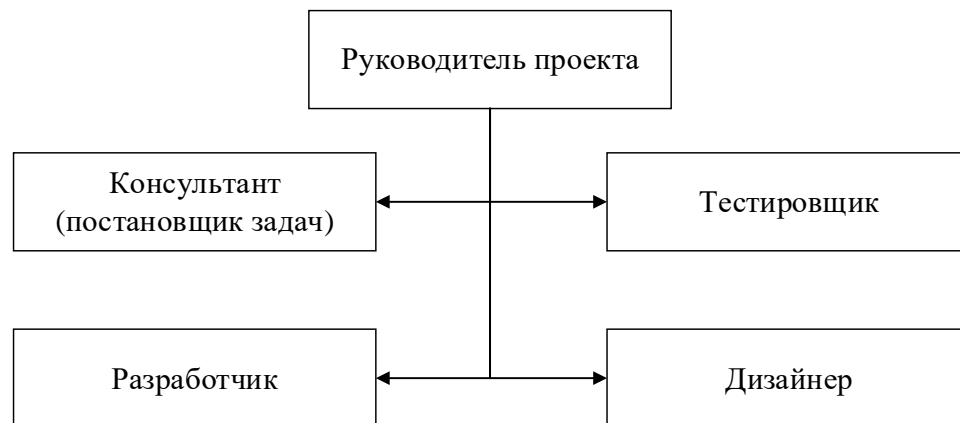 Руководитель проекта
Консультант
(постановщик задач)
Тестировщик
Разработчик
Дизайнер